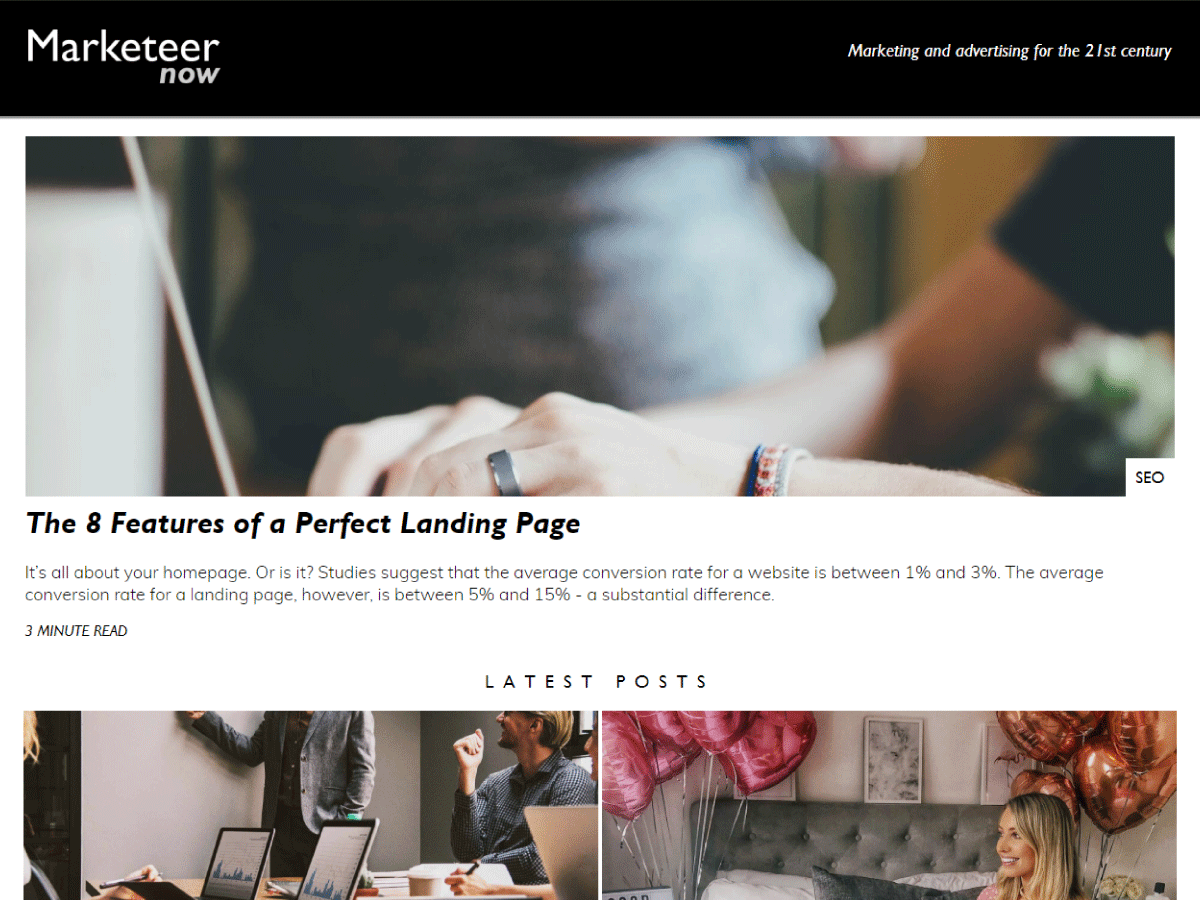 Marketeer
now
Marketing and advertising for the 21st century
SEO
The 8 Features of a Perfect Landing Page
It's all about your homepage. Or is it? Studies suggest that the average conversion rate for a website is between 1% and 3%. The average
conversion rate for a landing page, however, is between 5% and 15% - a substantial difference.
3 MINUTE READ
LATEST POSTS